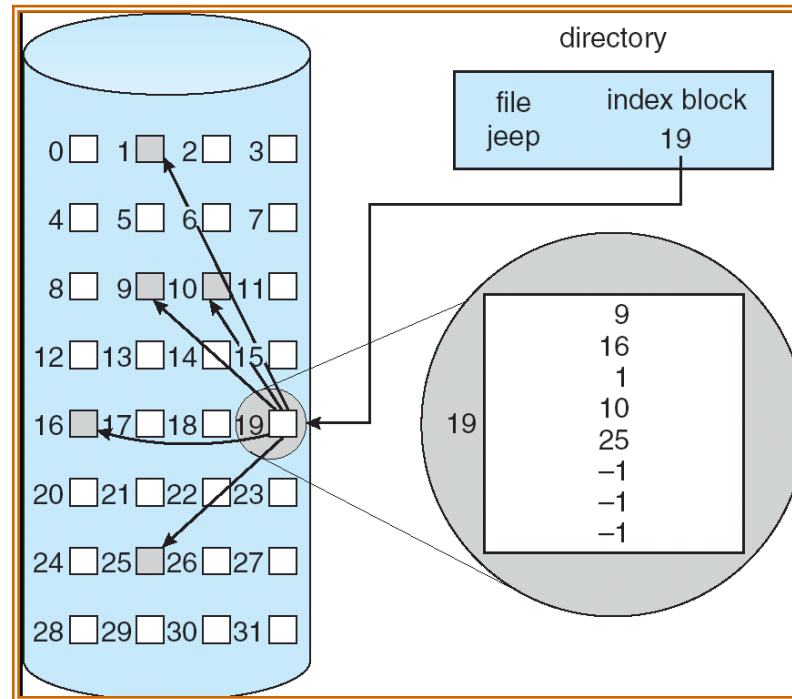 directory
file index block
jeep 19
0 1 2 3
4 5 6 7
8 9 10 11
12 13 14 15
16 17 18 19
20 21 22 23
24 25 26 27
28 29 30 31
19
9
16
1
10
25
–1
–1
–1